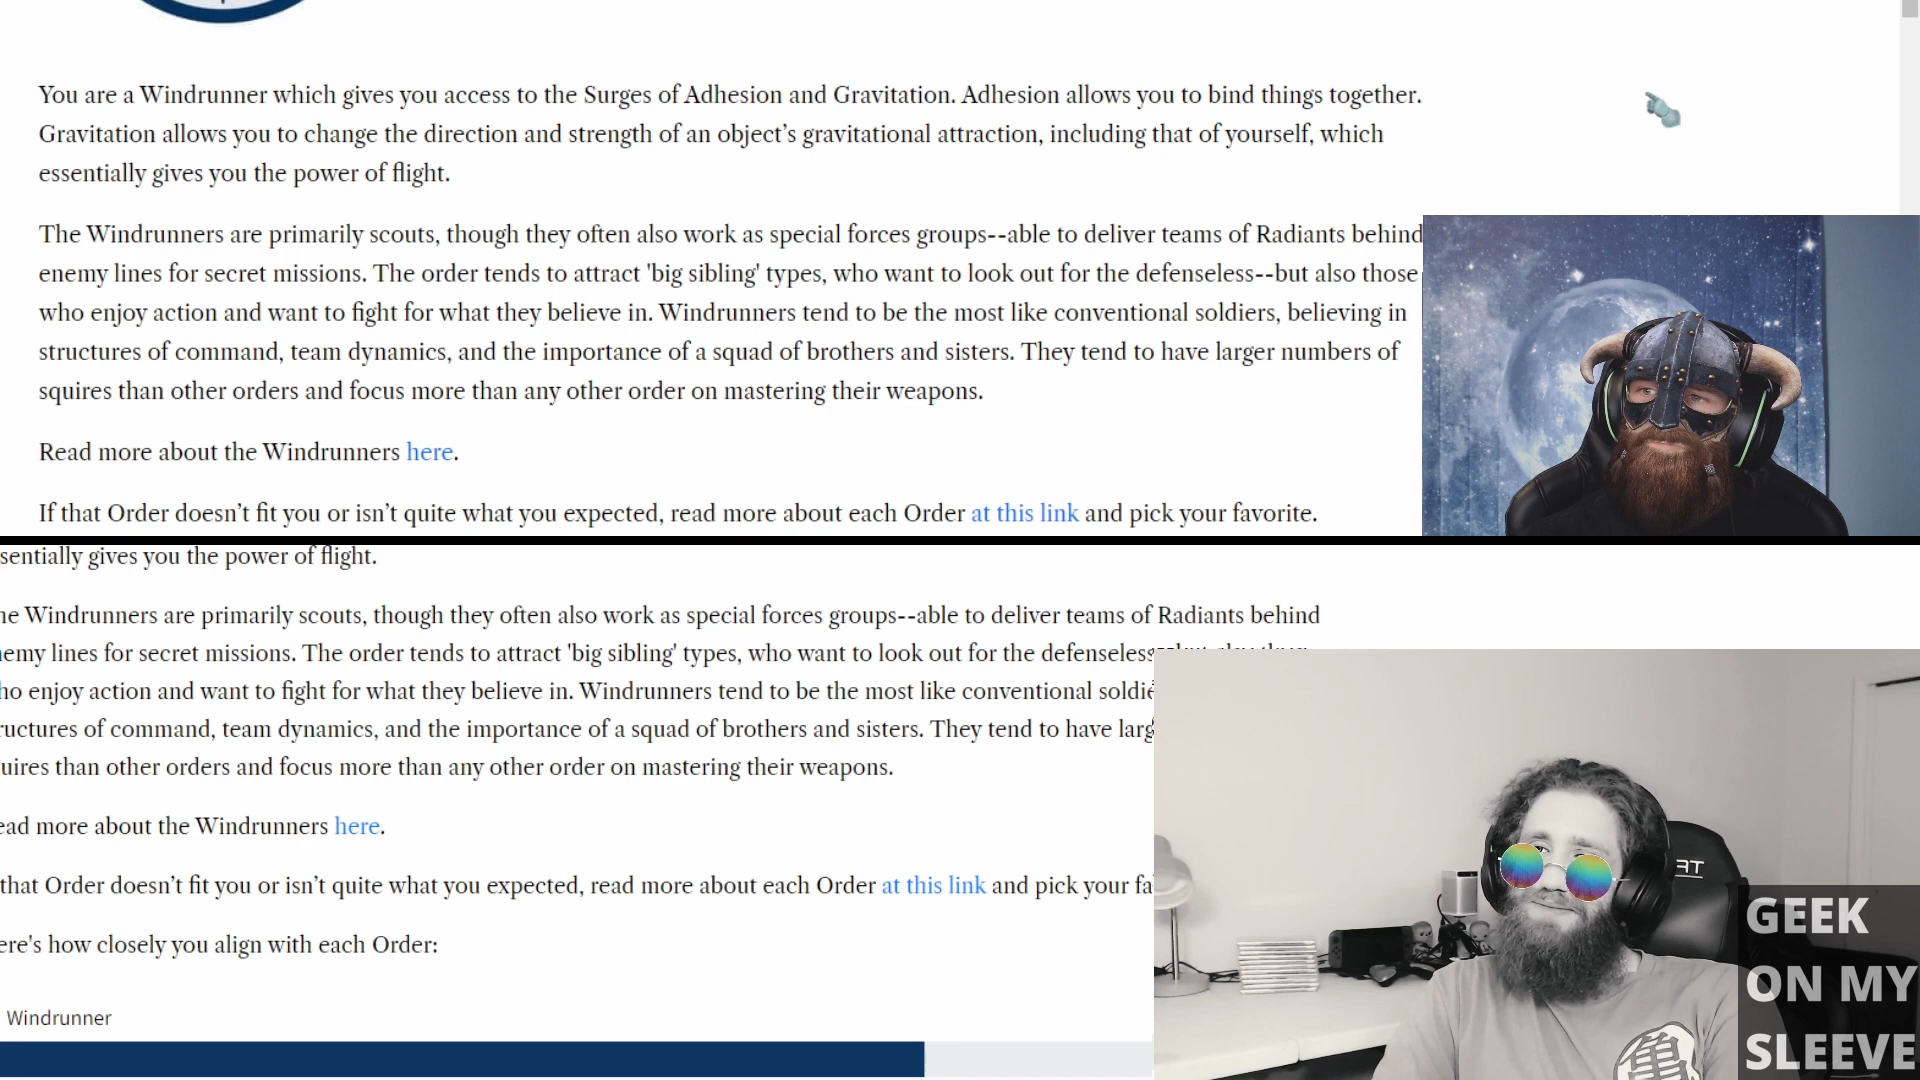 You are a Windrunner which gives you access to the Surges of Adhesion and Gravitation. Adhesion allows you to bind things together.
Gravitation allows you to change the direction and strength of an object’s gravitational attraction, including that of yourself, which
essentially gives you the power of flight.
The Windrunners are primarily scouts, though they often also work as special forces groups--able to deliver teams of Radiants behind
enemy lines for secret missions. The order tends to attract 'big sibling' types, who want to look out for the defenseless--but also those
who enjoy action and want to fight for what they believe in. Windrunners tend to be the most like conventional soldiers, believing in
structures of command, team dynamics, and the importance of a squad of brothers and sisters. They tend to have larger numbers of
squires than other orders and focus more than any other order on mastering their weapons.
Read more about the Windrunners here.
If that Order doesn’t fit you or isn’t quite what you expected, read more about each Order at this link and pick your favorite.
sentially gives you the power of flight.
he Windrunners are primarily scouts, though they often also work as special forces groups--able to deliver teams of Radiants behind
emy lines for secret missions. The order tends to attract 'big sibling' types, who want to look out for the defenseless
ho enjoy action and want to fight for what they believe in. Windrunners tend to be the most like conventional soldie
ructures of command, team dynamics, and the importance of a squad of brothers and sisters. They tend to have larg
uires than other orders and focus more than any other order on mastering their weapons.
ead more about the Windrunners here.
that Order doesn’t fit you or isn’t quite what you expected, read more about each Order at this link and pick your fa
ere's how closely you align with each Order:
Windrunner
GEEK
ON MY
SLEEVE